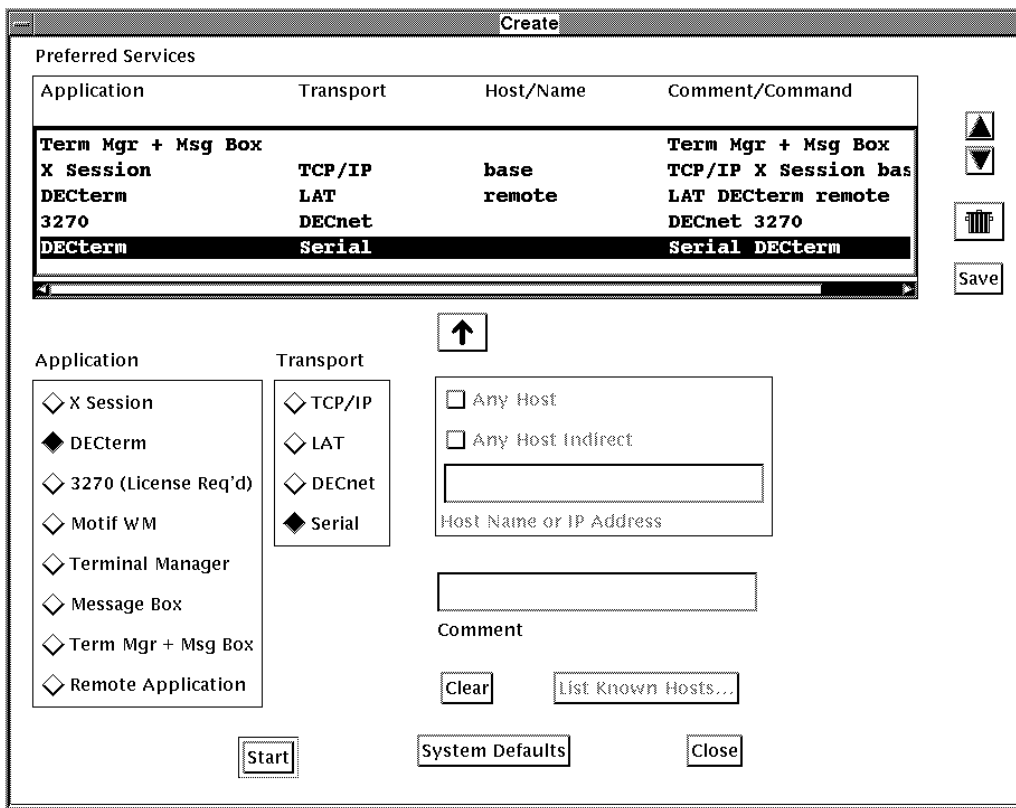 Create
Preferred Services
Application Transport Host/Name Comment/Command
Term Mgr + Msg Box Term Mgr + Msg Box
X Session TCP/IP base TCP/IP X Session bas
DECterm LAT remote LAT DECterm remote
3270 DECnet DECnet 3270
DECterm Serial Serial DECterm
Save
Application
X Session
DECterm
3270 (License Req'd)
Motif WM
Terminal Manager
Message Box
Term Mgr + Msg Box
Remote Application
Transport
TCP/IP
LAT
DECnet
Serial
Any Host
Any Host Indirect
Host Name or IP Address
Comment
Clear List Known Hosts...
Start System Defaults Close